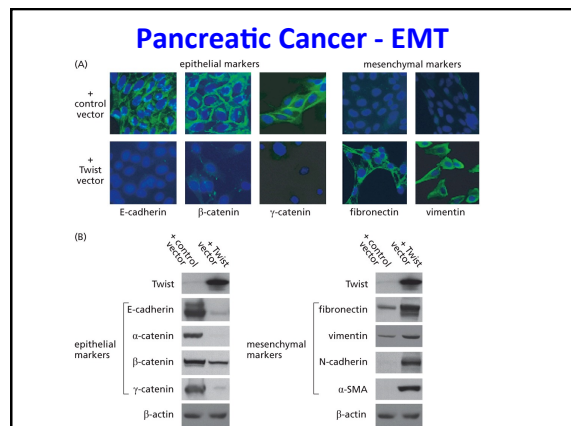 Pancreatic Cancer - EMT
(A)
epithelial markers
mesenchymal markers
+
control
vector
+
Twist
vector
E-cadherin
β-catenin
γ-catenin
fibronectin
vimentin
(B)
+ control
vector
+ Twist
vector
Twist
E-cadherin
α-catenin
β-catenin
γ-catenin
β-actin
epithelial
markers
+ control
vector
+ Twist
vector
Twist
fibronectin
vimentin
N-cadherin
α-SMA
β-actin
mesenchymal
markers